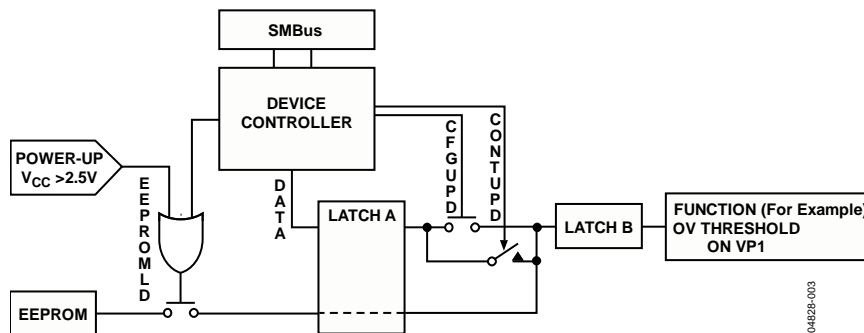 SMBus
DEVICE
CONTROLLER
POWER-UP
VCC >2.5V
EEPROMLD
DATA
CFGUPD
CONTUPD
LATCH A
LATCH B
FUNCTION (For Example)
OV THRESHOLD
ON VP1
EEPROM
04828-003